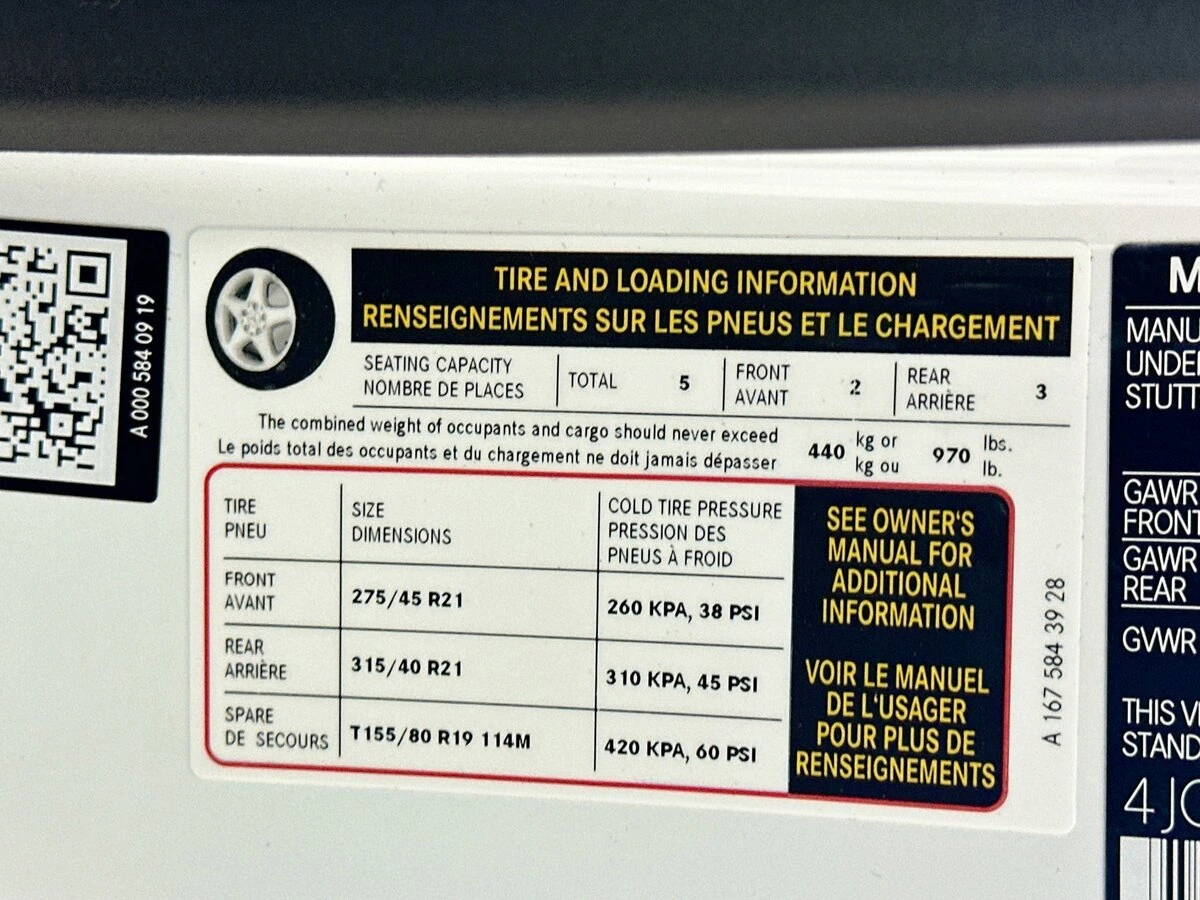 A 000 584 09 19
TIRE AND LOADING INFORMATION
RENSEIGNEMENTS SUR LES PNEUS ET LE CHARGEMENT
SEATING CAPACITY
NOMBRE DE PLACES
TOTAL 5
FRONT
AVANT
2
REAR
ARRIÈRE
3
The combined weight of occupants and cargo should never exceed
Le poids total des occupants et du chargement ne doit jamais dépasser
440 kg or 970 lbs.
kg ou lb.
TIRE
PNEU
SIZE
DIMENSIONS
COLD TIRE PRESSURE
PRESSION DES
PNEUS À FROID
FRONT
AVANT
275/45 R21
260 KPA, 38 PSI
REAR
ARRIÈRE
315/40 R21
310 KPA, 45 PSI
SPARE
DE SECOURS
T155/80 R19 114M
420 KPA, 60 PSI
SEE OWNER'S
MANUAL FOR
ADDITIONAL
INFORMATION
VOIR LE MANUEL
DE L'USAGER
POUR PLUS DE
RENSEIGNEMENTS
A 167 584 39 28
GAWR
FRONT
GAWR
REAR
GVWR
THIS